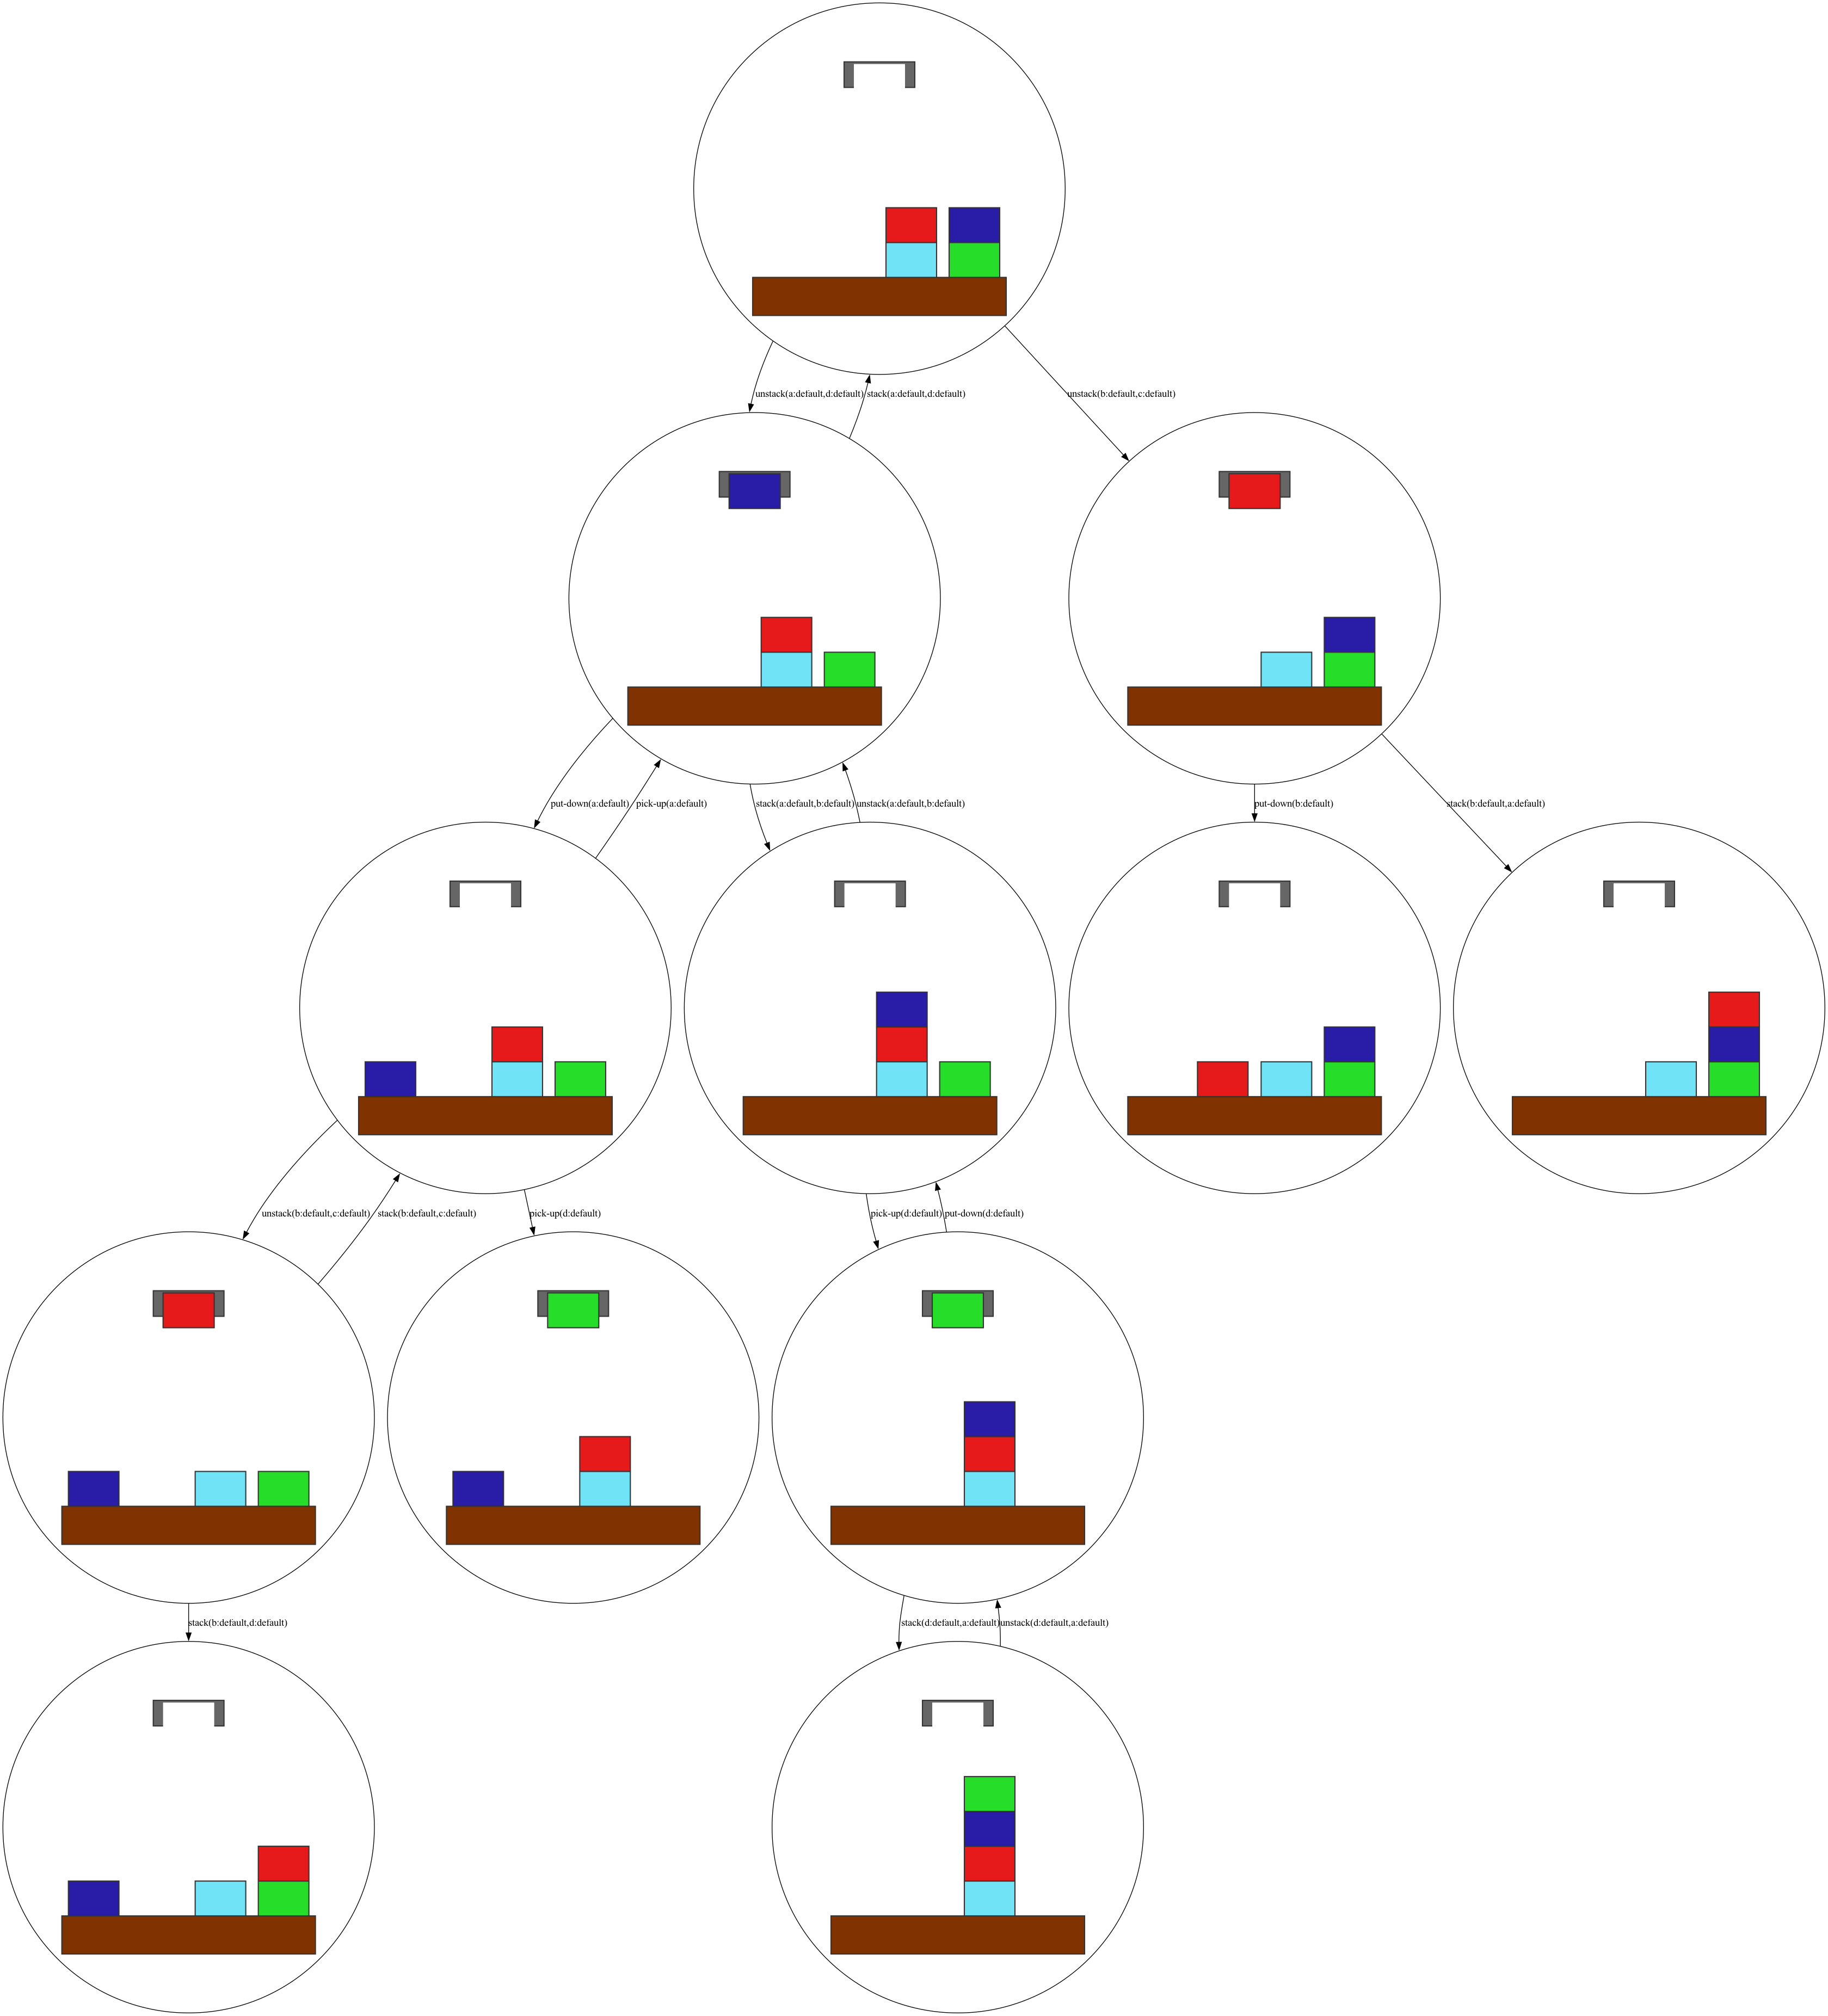 unstack(a:default,d:default)
stack(a:default,d:default)
unstack(b:default,c:default)
put-down(a:default)
pick-up(a:default)
stack(a:default,b:default)
unstack(a:default,b:default)
put-down(b:default)
stack(b:default,a:default)
unstack(b:default,c:default)
stack(b:default,c:default)
pick-up(d:default)
pick-up(d:default)
put-down(d:default)
stack(b:default,d:default)
stack(d:default,a:default)
unstack(d:default,a:default)